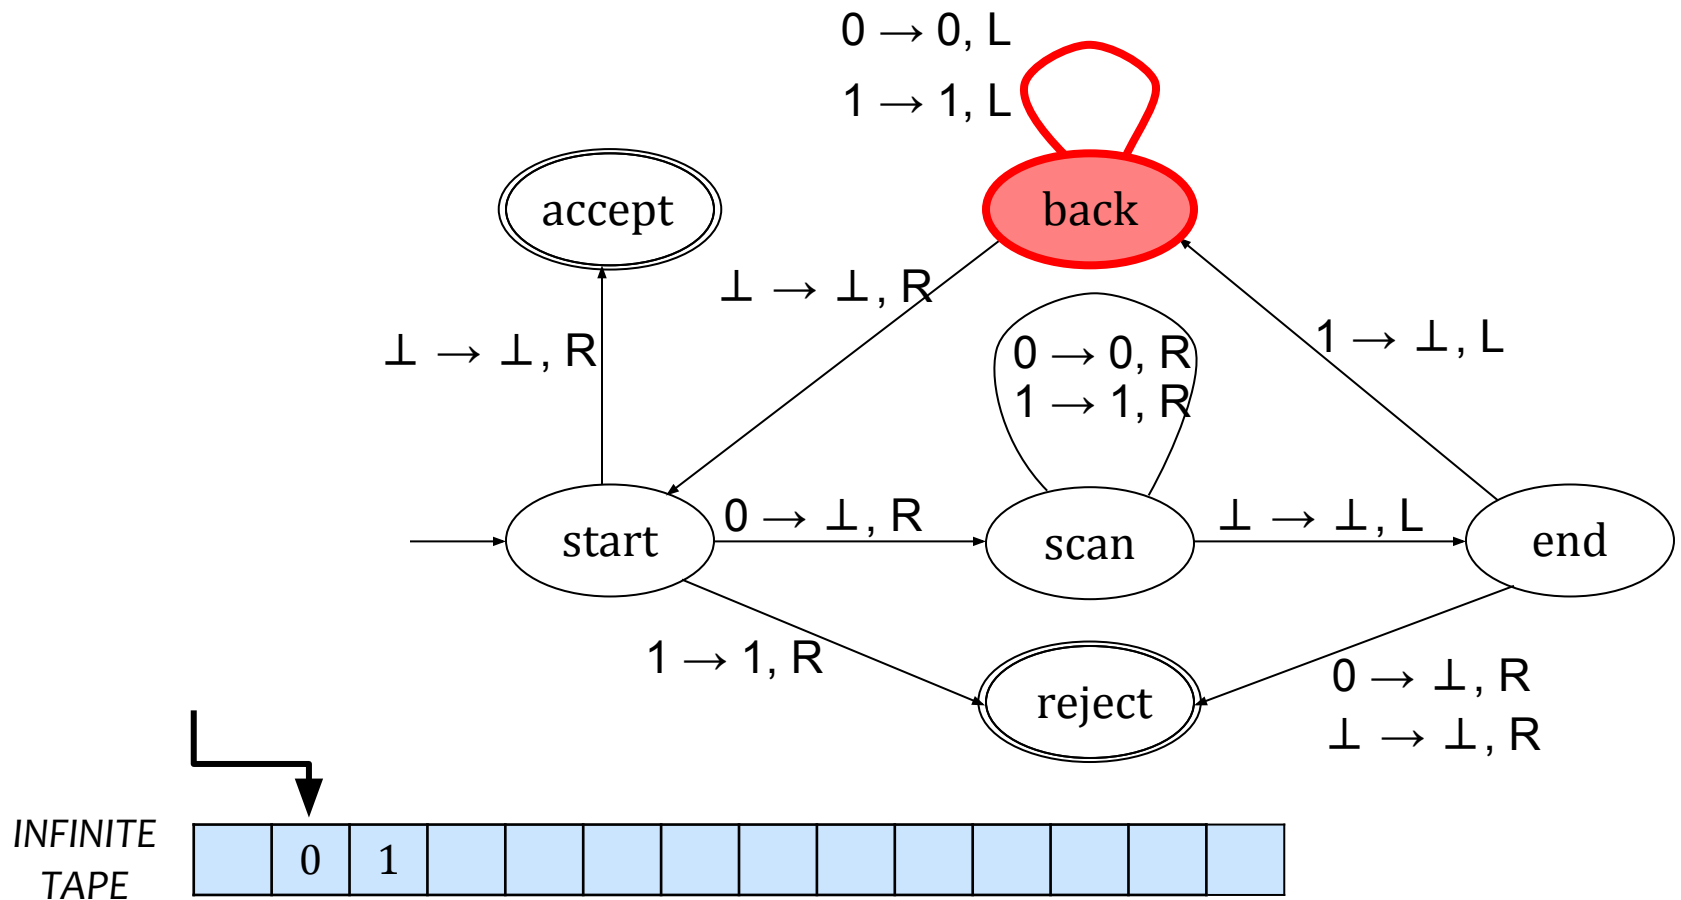 0 → 0, L
1 → 1, L
accept
back
⊥ → ⊥, R
⊥ → ⊥, R
0 → 0, R
1 → 1, R
1 → ⊥, L
start
0 → ⊥, R
scan
⊥ → ⊥, L
end
1 → 1, R
reject
0 → ⊥, R
⊥ → ⊥, R
INFINITE
TAPE
0 1